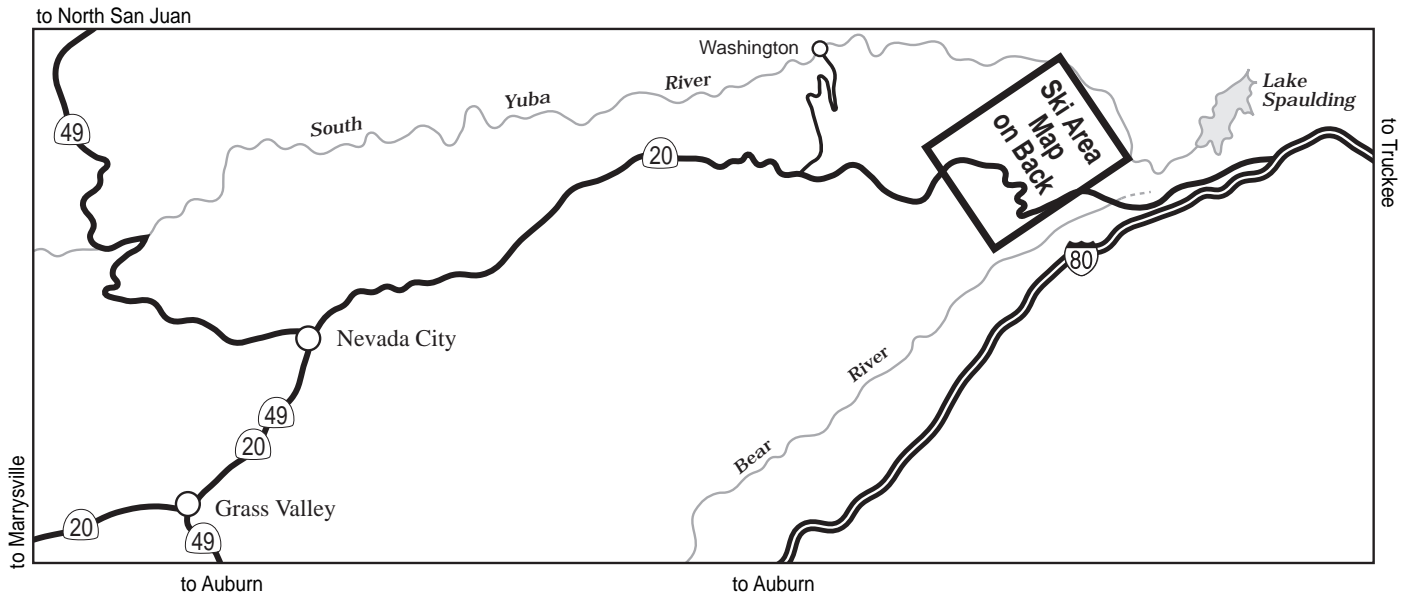 to North San Juan
Washington
Lake
Spaulding
Ski Area
Map
on Back
South Yuba River
49
20
to Truckee
80
Nevada City
Bear River
49
20
to Marrysville
20
Grass Valley
49
to Auburn
to Auburn